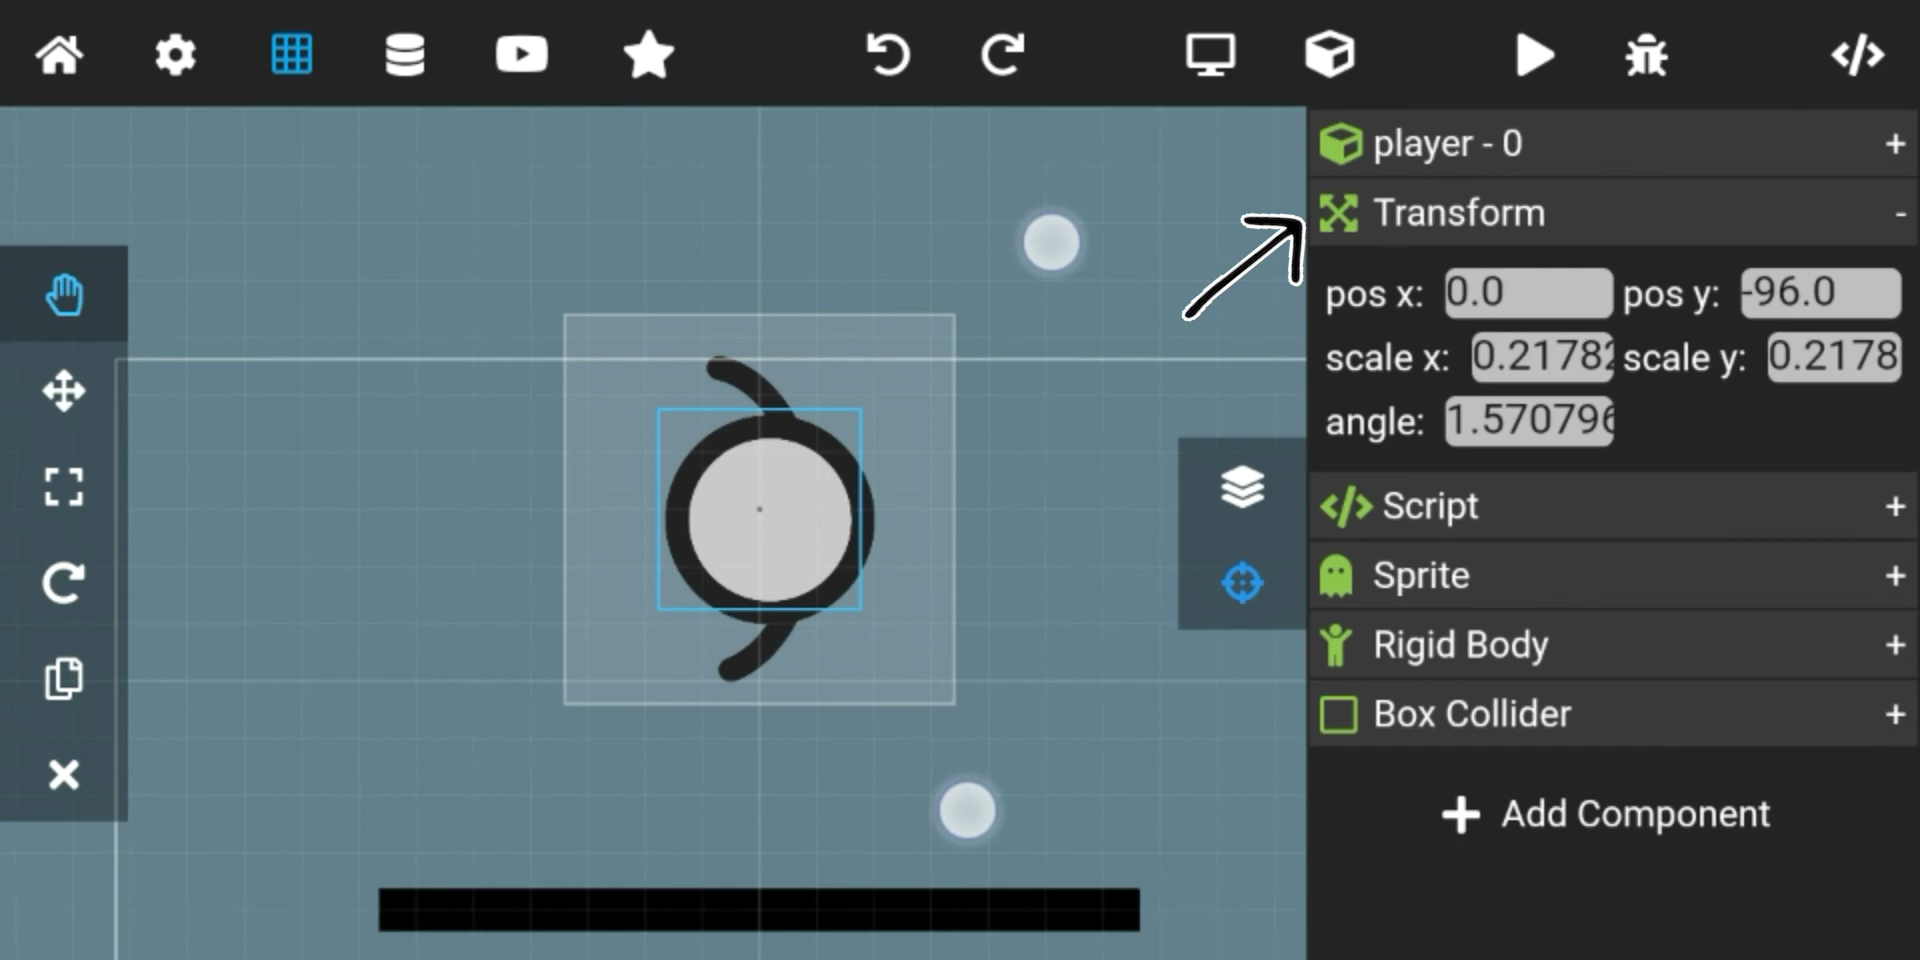 player - 0 +
Transform -
pos x: 0.0 pos y: -96.0
scale x: 0.21782 scale y: 0.2178
angle: 1.570796
</> Script +
Sprite +
Rigid Body +
Box Collider +
+ Add Component